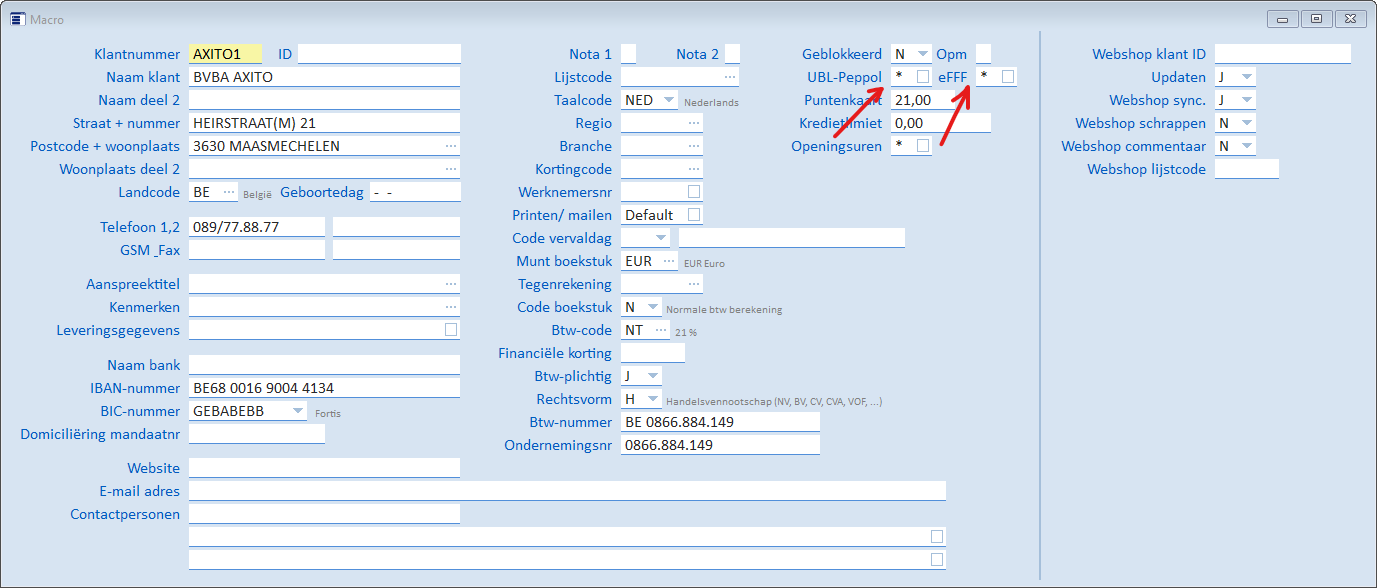 Macro
Klantnummer AXITO1 ID
Naam klant BVBA AXITO
Naam deel 2
Straat + nummer HEIRSTRAAT(M) 21
Postcode + woonplaats 3630 MAASMECHELEN ...
Woonplaats deel 2 ...
Landcode BE ... België Geboortedag - -
Telefoon 1,2 089/77.88.77
GSM _Fax
Aanspreektitel ...
Kenmerken ...
Leveringsgegevens
Naam bank
IBAN-nummer BE68 0016 9004 4134
BIC-nummer GEBABEBB Fortis
Domiciliëring mandaatnr
Website
E-mail adres
Contactpersonen
Nota 1 Nota 2
Lijstcode ...
Taalcode NED Nederlands
Regio ...
Branche ...
Kortingcode ...
Werknemersnr
Printen/ mailen Default
Code vervaldag
Munt boekstuk EUR ... EUR Euro
Tegenrekening ...
Code boekstuk N Normale btw berekening
Btw-code NT ... 21 %
Financiële korting
Btw-plichtig J
Rechtsvorm H Handelsvennootschap (NV, BV, CV, CVA, VOF, ...)
Btw-nummer BE 0866.884.149
Ondernemingsnr 0866.884.149
Geblokkeerd N Opm
UBL-Peppol * eFFF *
Puntenkaart 21,00
Kredietlimiet 0,00
Openingsuren *
Webshop klant ID
Updaten J
Webshop sync. J
Webshop schrappen N
Webshop commentaar N
Webshop lijstcode